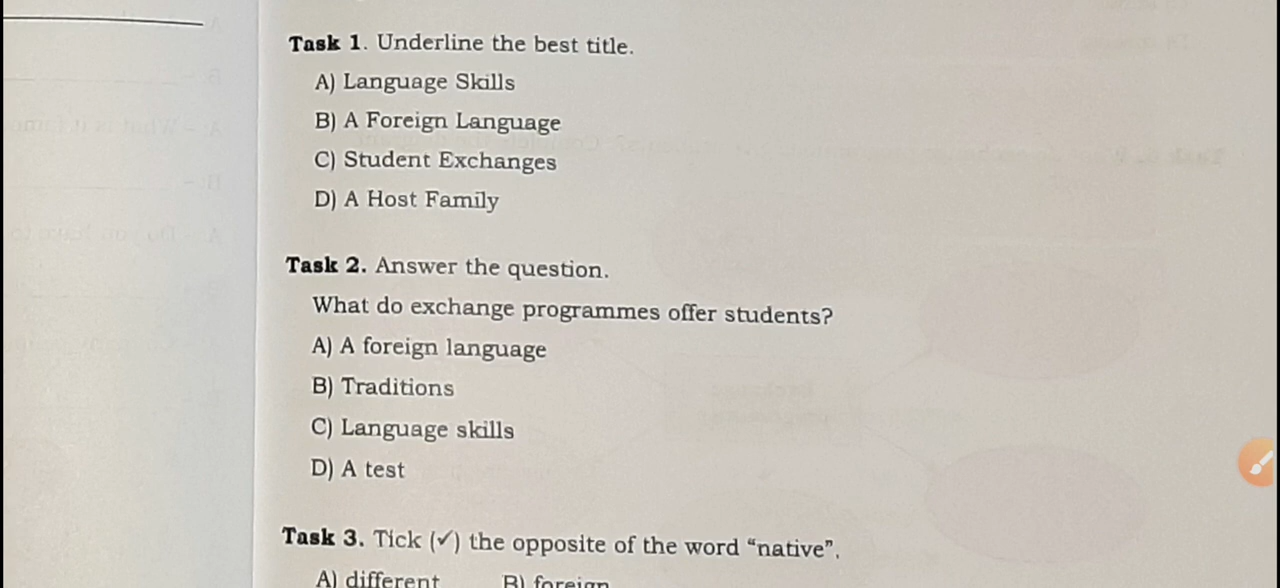 Task 1. Underline the best title.
A) Language Skills
B) A Foreign Language
C) Student Exchanges
D) A Host Family
Task 2. Answer the question.
What do exchange programmes offer students?
A) A foreign language
B) Traditions
C) Language skills
D) A test
Task 3. Tick (✓) the opposite of the word “native”.
A) different B) foreign